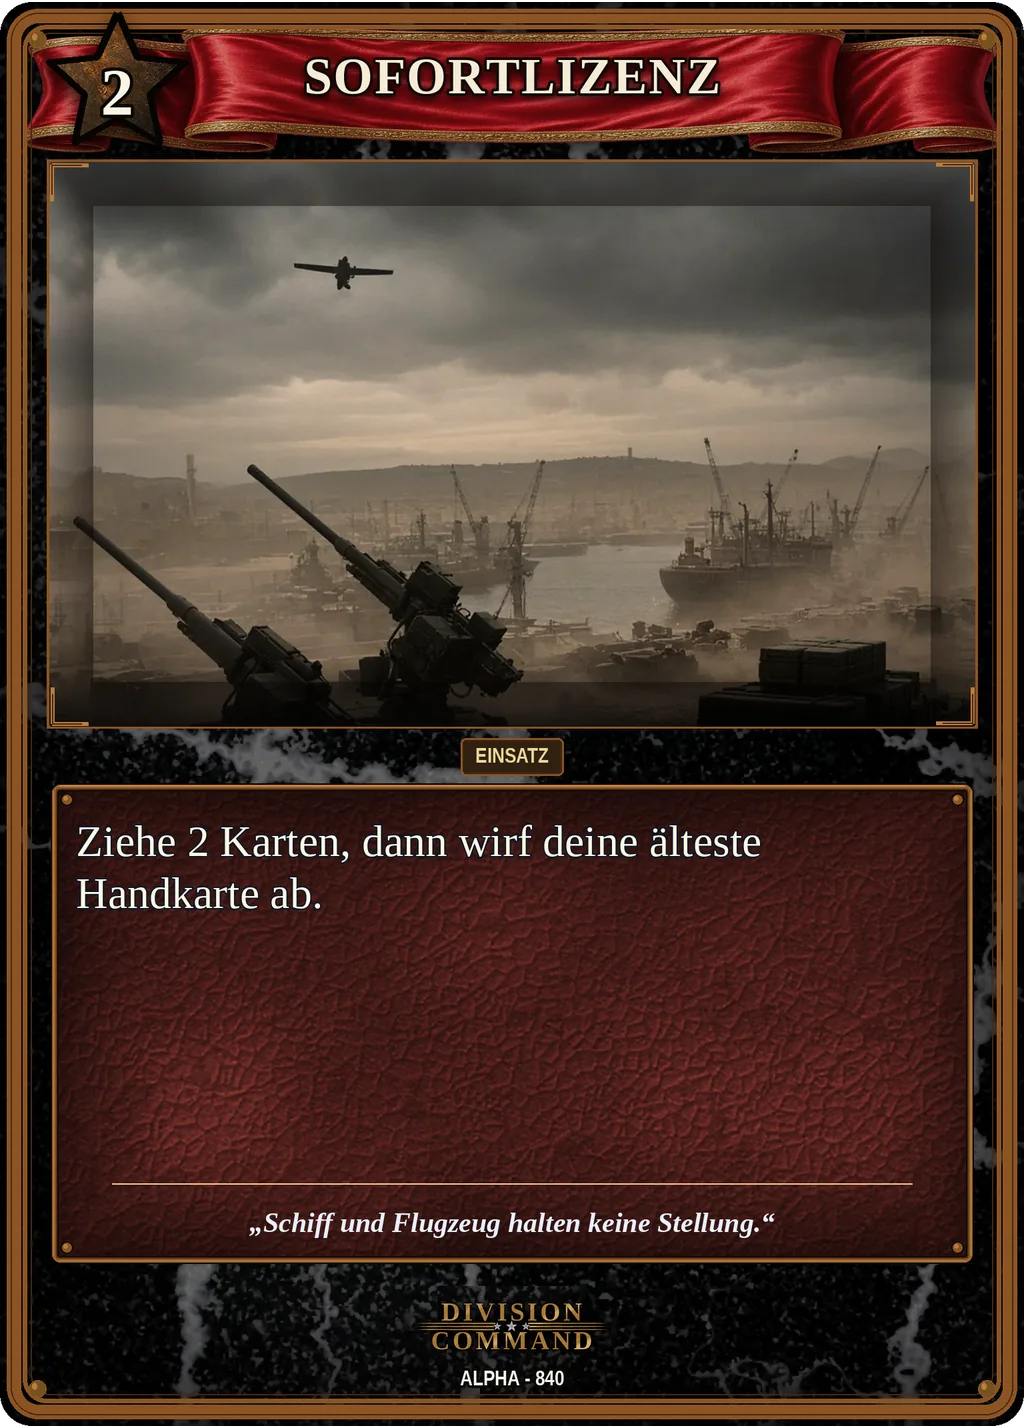 2
SOFORTLIZENZ
EINSATZ
Ziehe 2 Karten, dann wirf deine älteste
Handkarte ab.
„Schiff und Flugzeug halten keine Stellung.“
DIVISION
COMMAND
ALPHA - 840